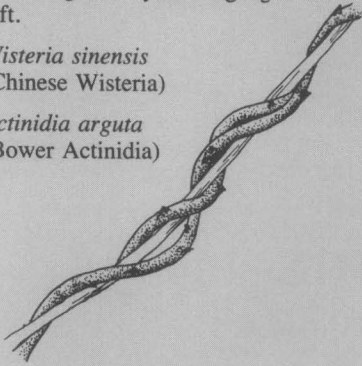 ft.
isteria sinensis
Chinese Wisteria)
ctinidia arguta
Bower Actinidia)